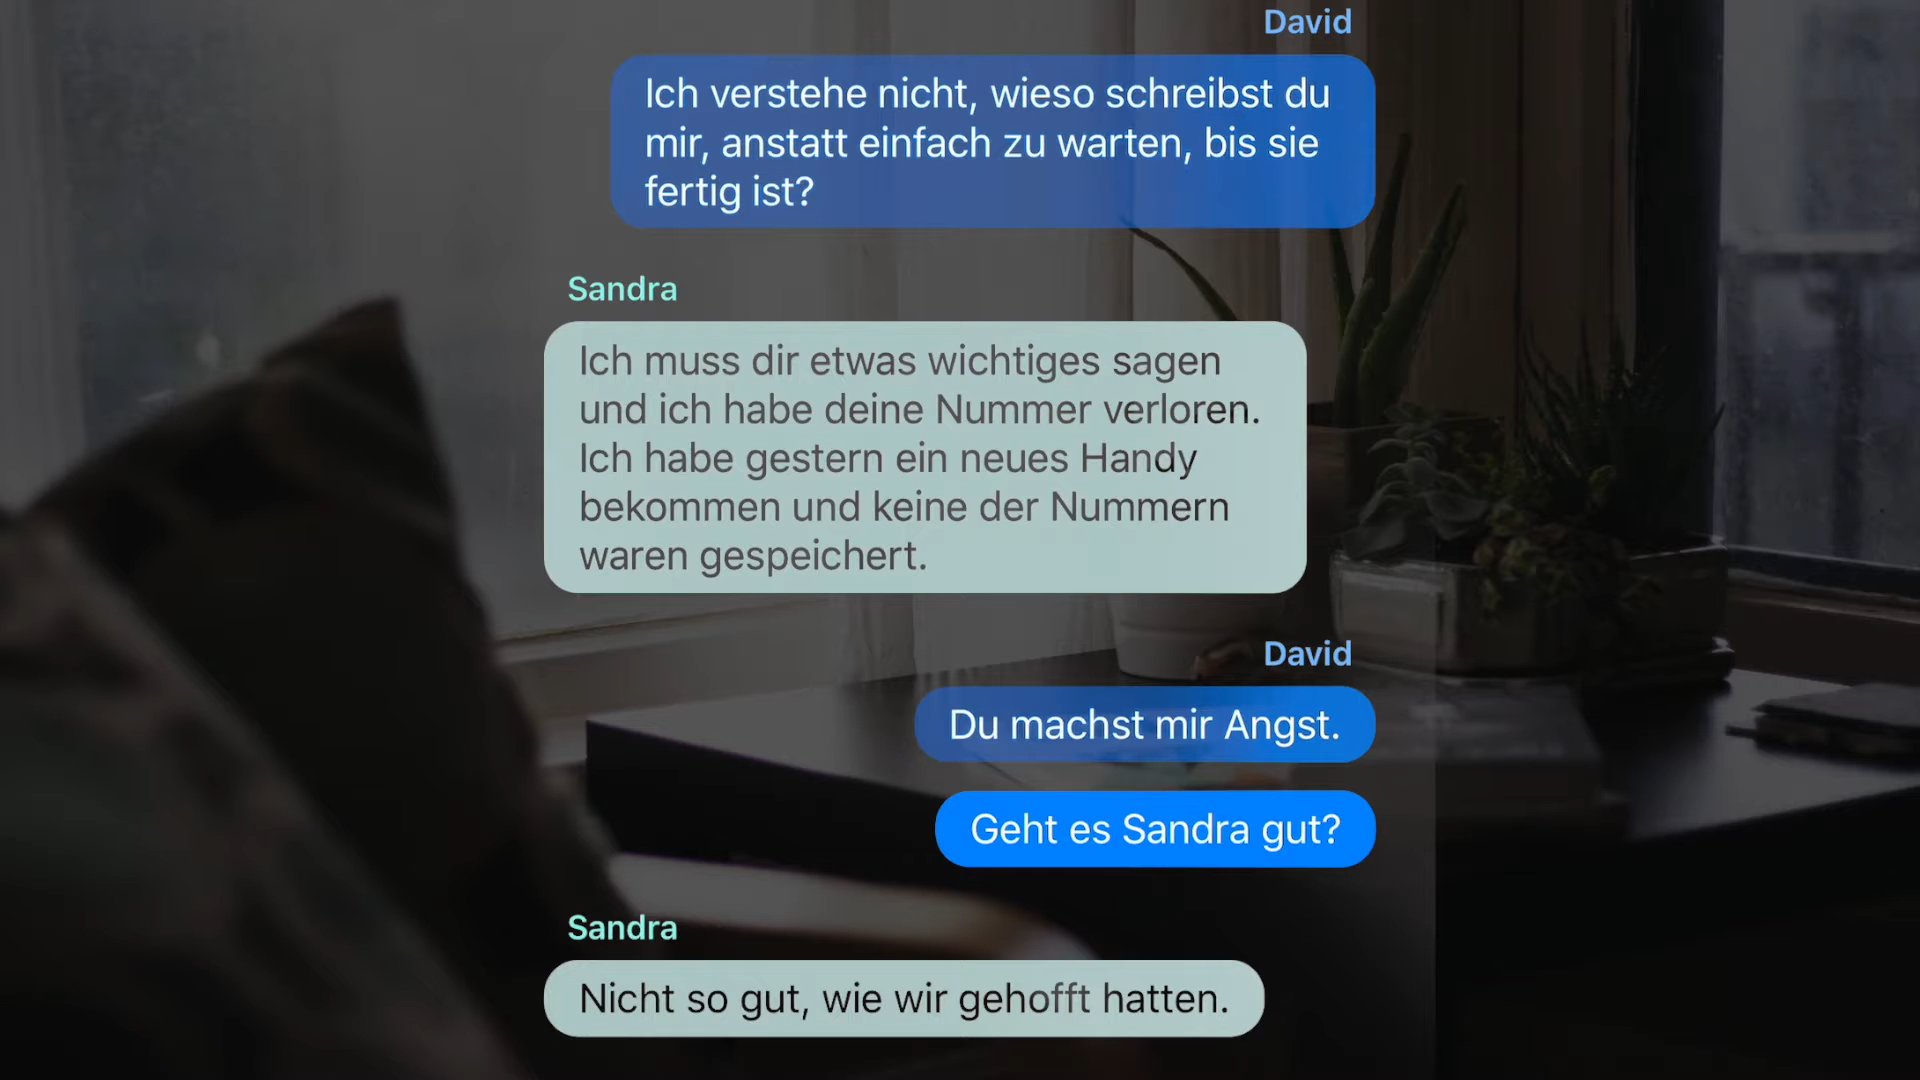 David
Ich verstehe nicht, wieso schreibst du
mir, anstatt einfach zu warten, bis sie
fertig ist?
Sandra
Ich muss dir etwas wichtiges sagen
und ich habe deine Nummer verloren.
Ich habe gestern ein neues Handy
bekommen und keine der Nummern
waren gespeichert.
David
Du machst mir Angst.
Geht es Sandra gut?
Sandra
Nicht so gut, wie wir gehofft hatten.